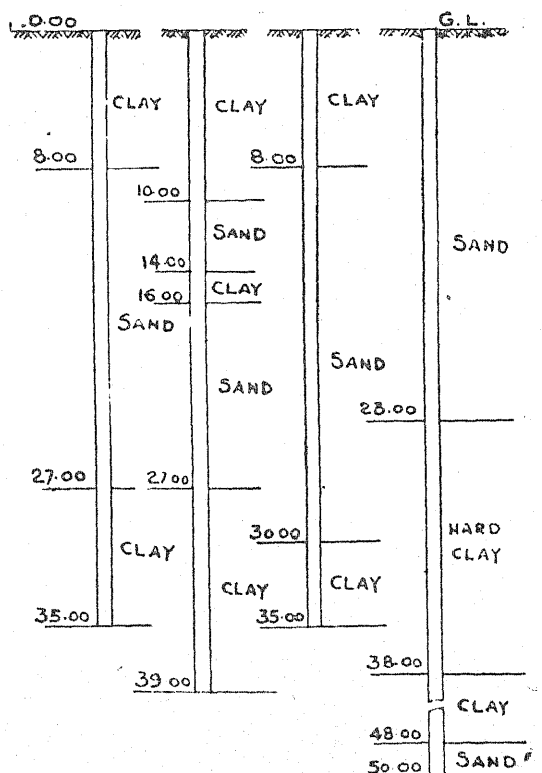 0.00 G.L.
CLAY CLAY CLAY
8.00 8.00
10.00
SAND SAND
14.00
CLAY
16.00
SAND
SAND
SAND
23.00
27.00 27.00
HARD
CLAY
30.00
CLAY
CLAY CLAY
35.00 35.00
38.00
39.00
CLAY
48.00
SAND
50.00